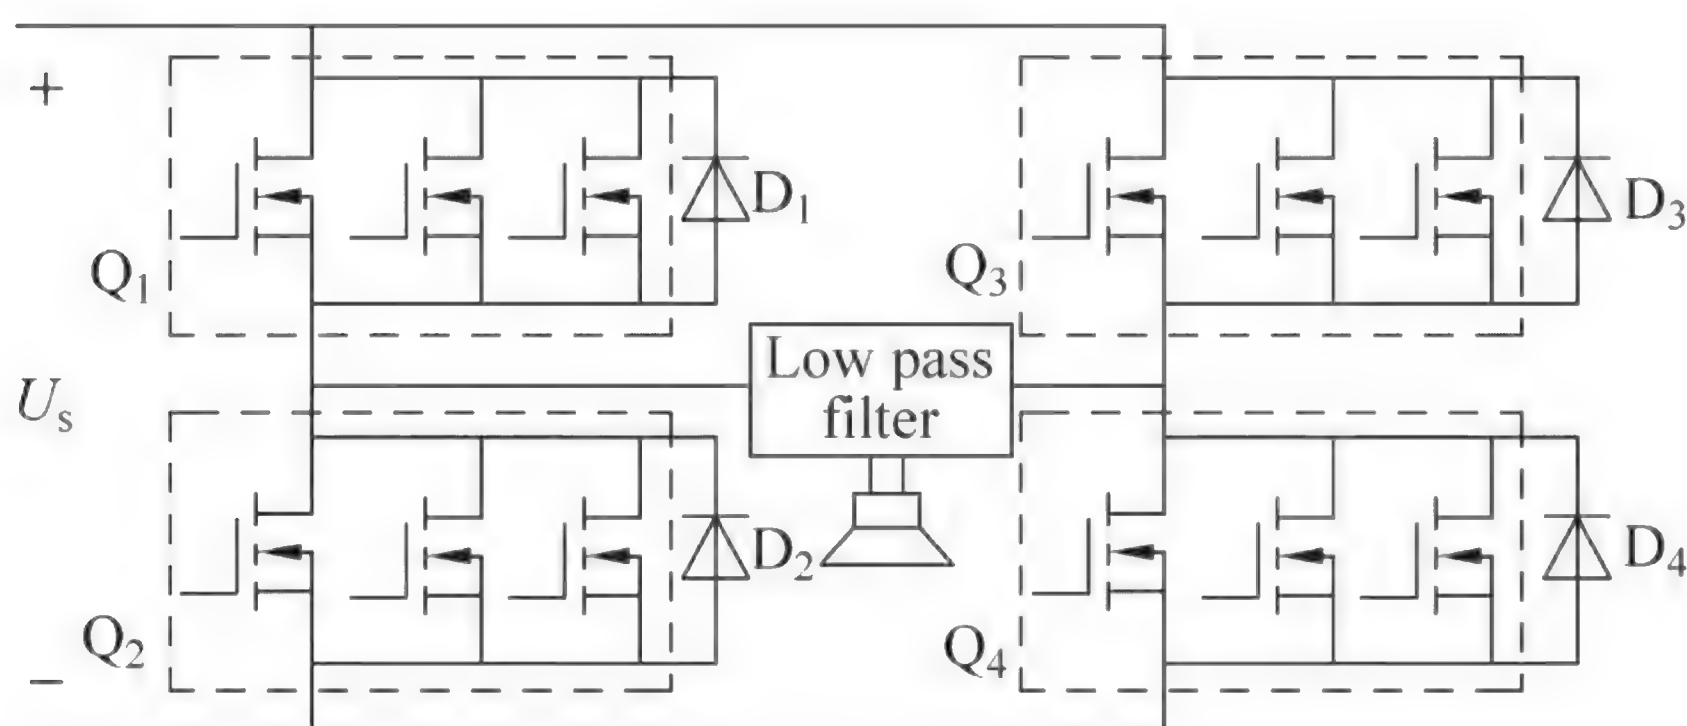 +
D₁
D₃
Q₁
Q₃
Low pass
filter
Uₛ
D₂
D₄
Q₂
Q₄
−